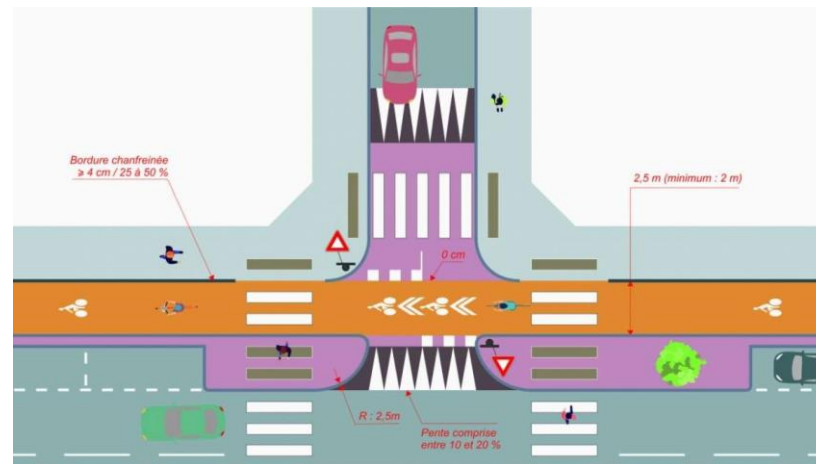 Bordure chanfreinée
⩾ 4 cm / 25 à 50 %
2,5 m (minimum : 2 m)
0 cm
R : 2,5m
Pente comprise
entre 10 et 20 %